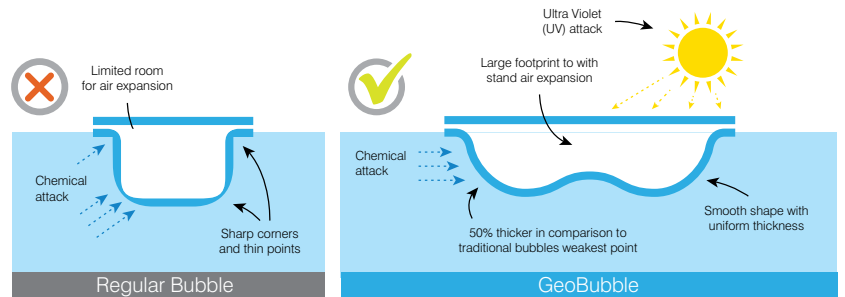 Limited room
for air expansion
Chemical
attack
Sharp corners
and thin points
Regular Bubble
Ultra Violet
(UV) attack
Large footprint to with
stand air expansion
Chemical
attack
50% thicker in comparison to
traditional bubbles weakest point
Smooth shape with
uniform thickness
GeoBubble